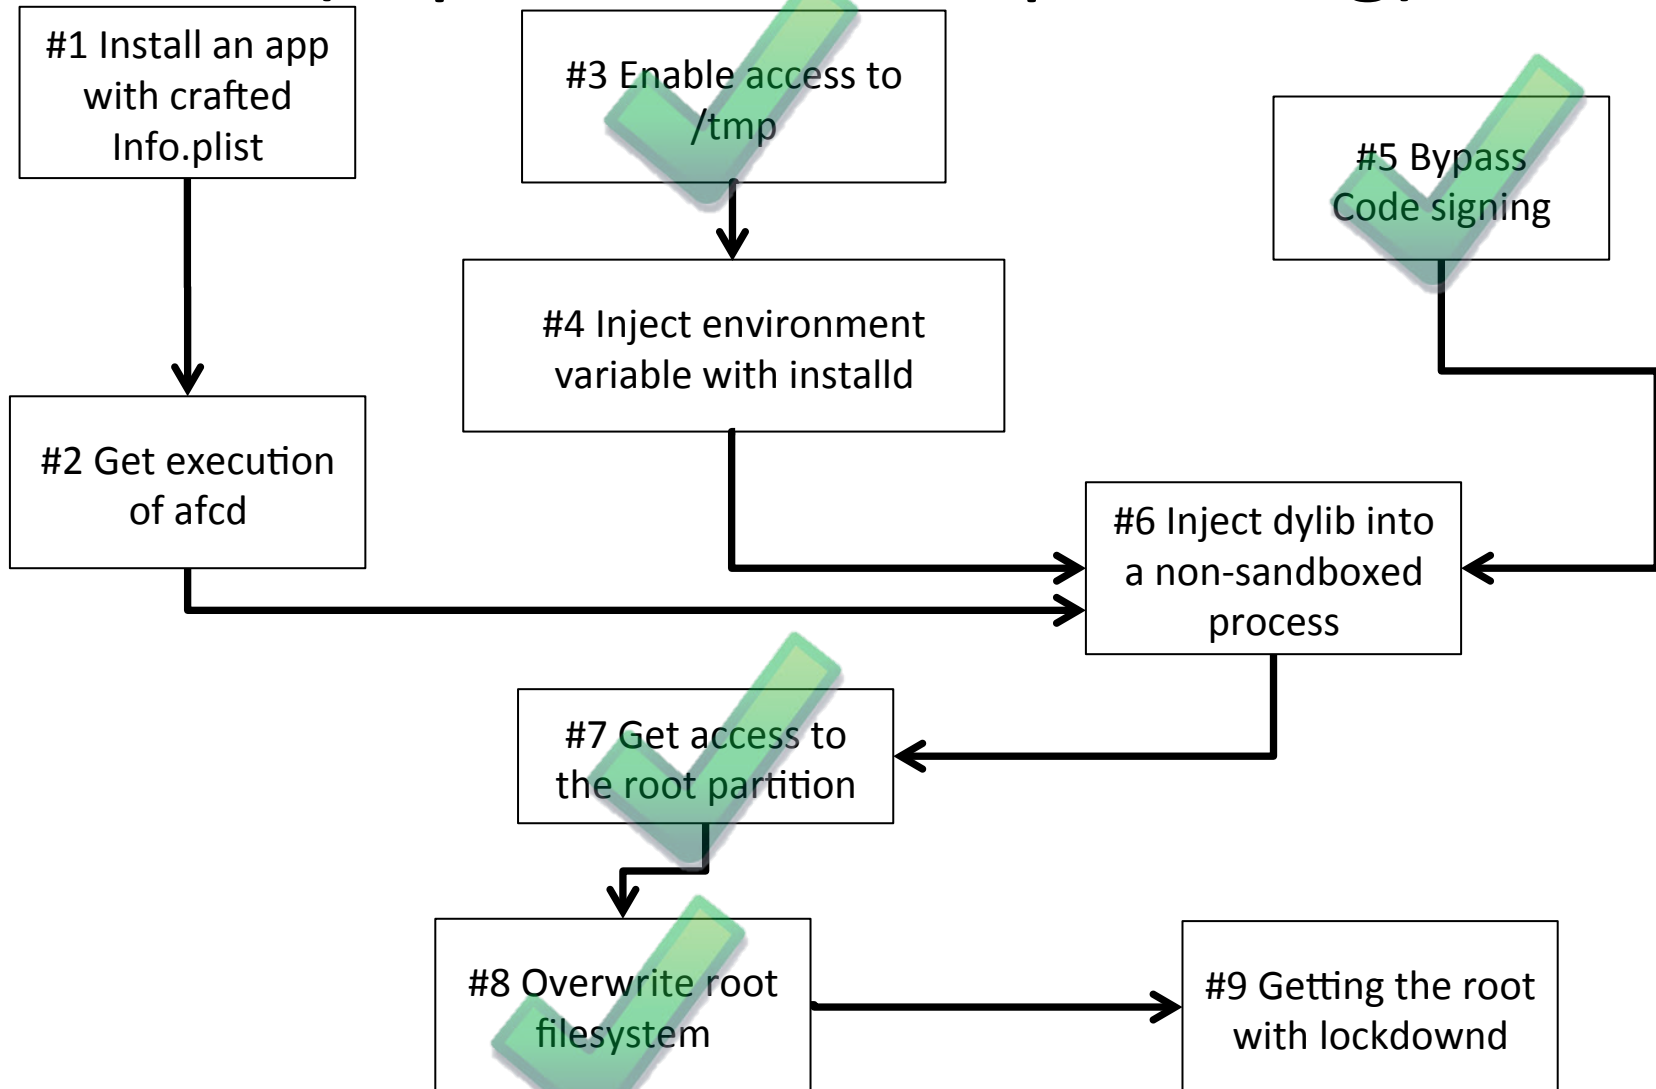 #1 Install an app
with crafted
Info.plist
#3 Enable access to
/tmp
#5 Bypass
Code signing
#4 Inject environment
variable with installd
#2 Get execution
of afcd
#6 Inject dylib into
a non-sandboxed
process
#7 Get access to
the root partition
#8 Overwrite root
filesystem
#9 Getting the root
with lockdownd